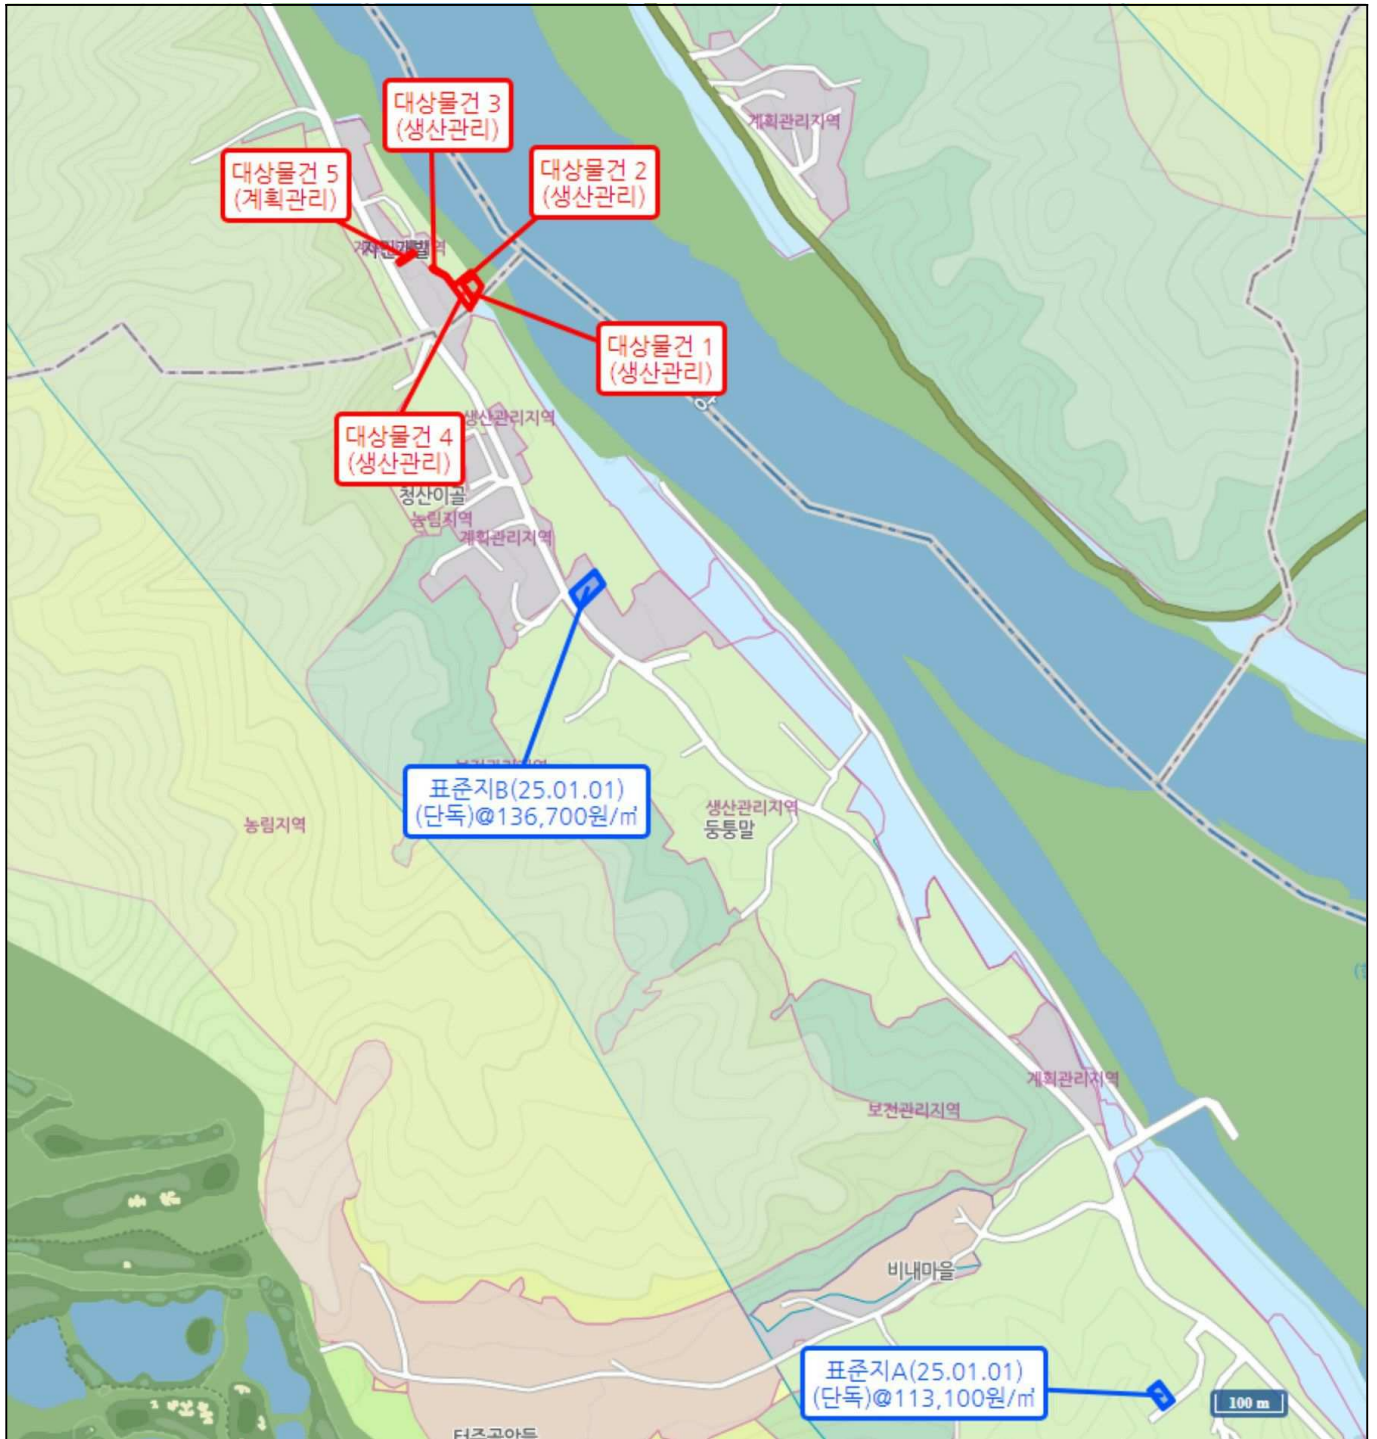 계획관리지역
대상물건 3
(생산관리)
대상물건 5
(계획관리)
대상물건 2
(생산관리)
대상물건 1
(생산관리)
생산관리지역
대상물건 4
(생산관리)
청산이골
농림지역
계획관리지역
표준지B(25.01.01)
(단독)@136,700원/㎡
생산관리지역
둥통말
농림지역
계획관리지역
보전관리지역
비내마을
표준지A(25.01.01)
(단독)@113,100원/㎡
100 m